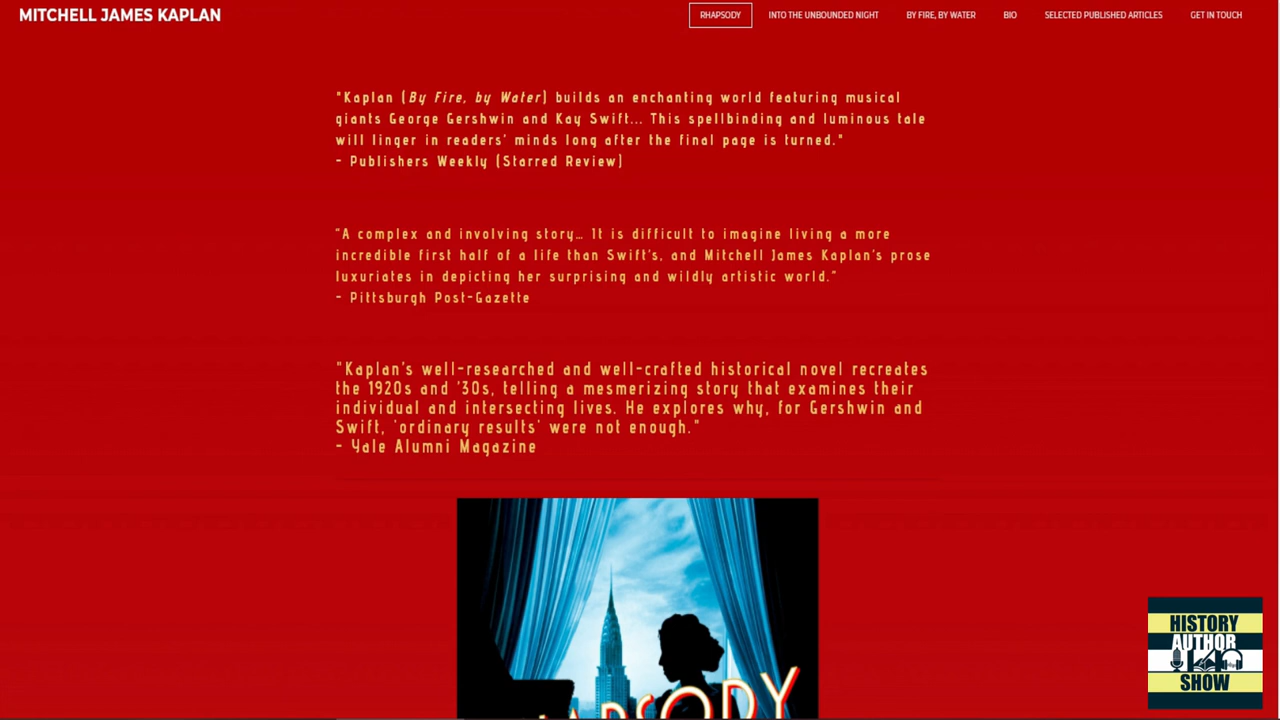 MITCHELL JAMES KAPLAN
RHAPSODY INTO THE UNBOUNDED NIGHT BY FIRE, BY WATER BIO SELECTED PUBLISHED ARTICLES GET IN TOUCH
"Kaplan (By Fire, by Water) builds an enchanting world featuring musical
giants George Gershwin and Kay Swift... This spellbinding and luminous tale
will linger in readers' minds long after the final page is turned."
- Publishers Weekly (Starred Review)
"A complex and involving story… It is difficult to imagine living a more
incredible first half of a life than Swift's, and Mitchell James Kaplan's prose
luxuriates in depicting her surprising and wildly artistic world."
- Pittsburgh Post-Gazette
"Kaplan's well-researched and well-crafted historical novel recreates
the 1920s and '30s, telling a mesmerizing story that examines their
individual and intersecting lives. He explores why, for Gershwin and
Swift, 'ordinary results' were not enough."
- Yale Alumni Magazine
RHAPSODY
HISTORY
AUTHOR
SHOW